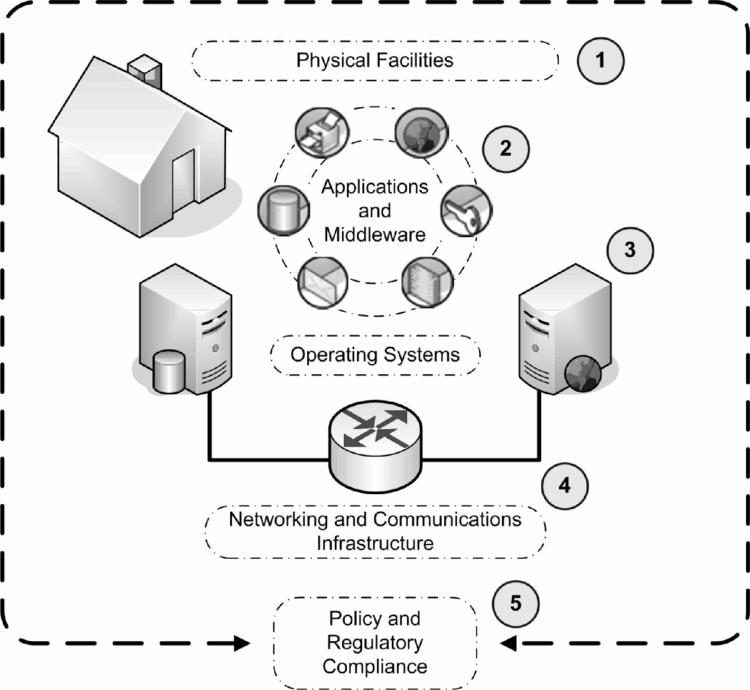 Physical Facilities
1
2
Applications
and
Middleware
3
Operating Systems
4
Networking and Communications
Infrastructure
5
Policy and
Regulatory
Compliance